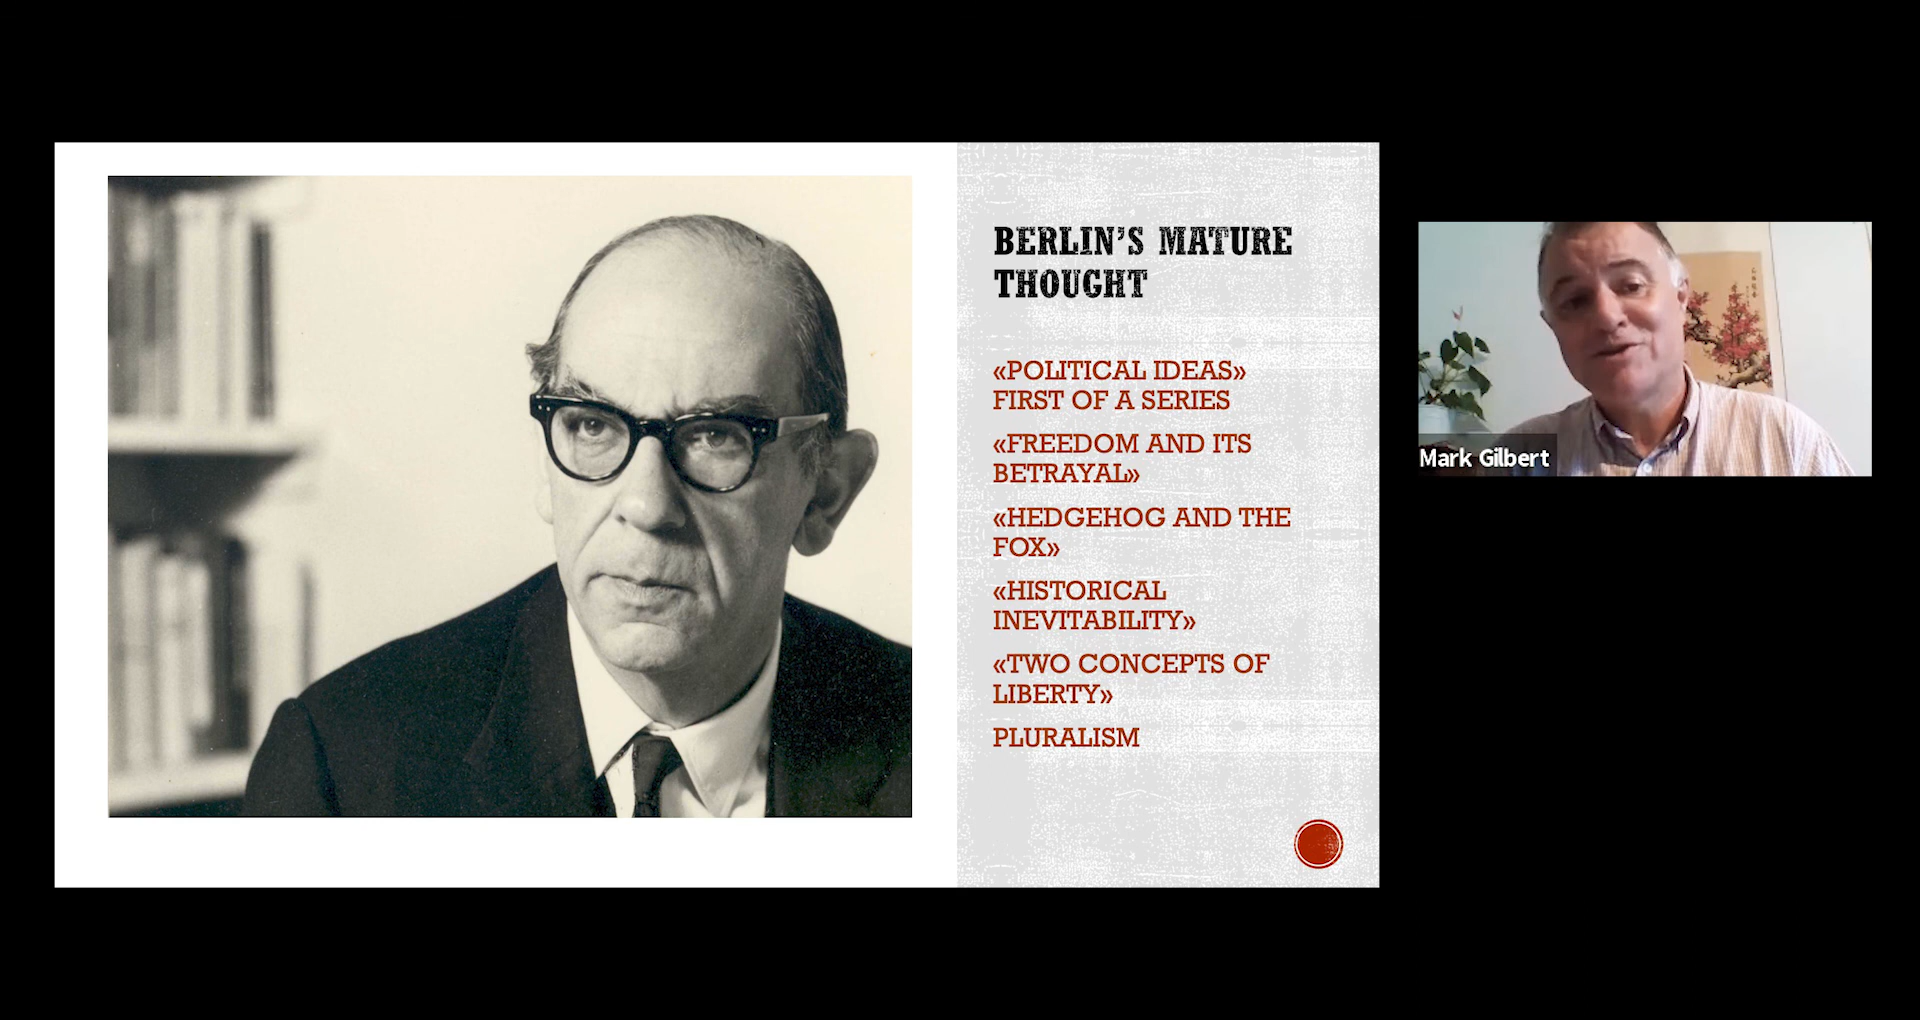 BERLIN'S MATURE
THOUGHT
«POLITICAL IDEAS»
FIRST OF A SERIES
«FREEDOM AND ITS
BETRAYAL»
«HEDGEHOG AND THE
FOX»
«HISTORICAL
INEVITABILITY»
«TWO CONCEPTS OF
LIBERTY»
PLURALISM
Mark Gilbert